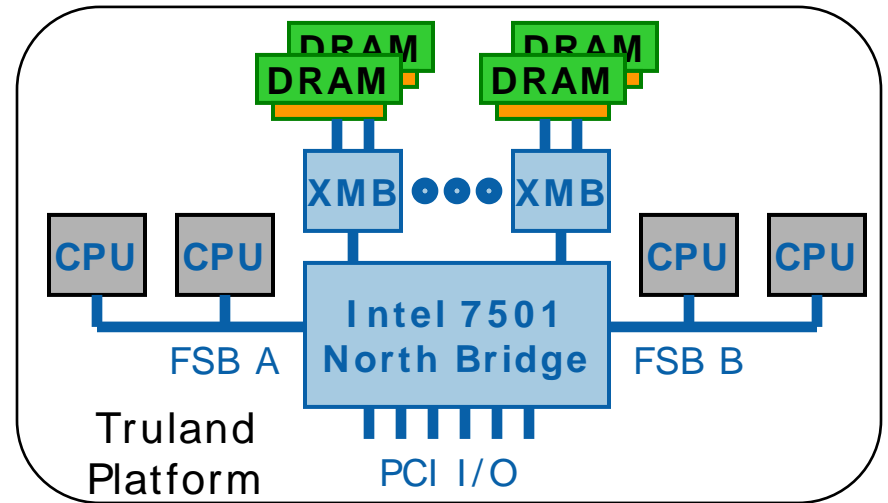 DRAM
DRAM
DRAM
DRAM
XMB
XMB
CPU
CPU
CPU
CPU
Intel 7501
North Bridge
FSB A
FSB B
Truland
Platform
PCI I/O